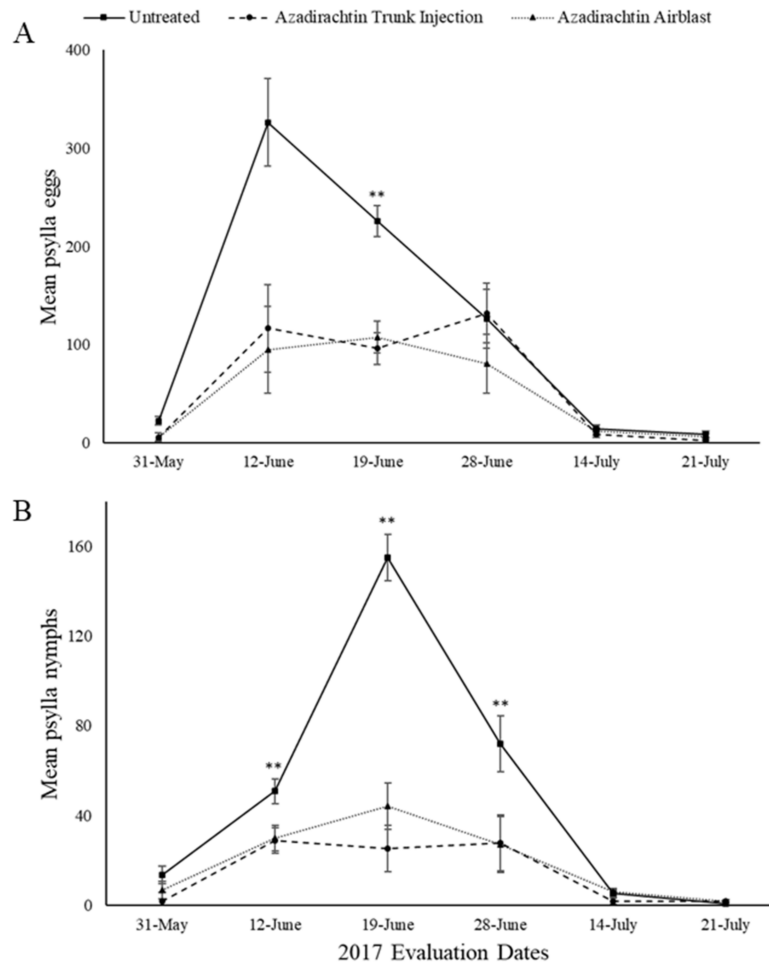 Untreated Azadirachtin Trunk Injection Azadirachtin Airblast
A
400
300
200
100
0
Mean psylla eggs
**
31-May 12-June 19-June 28-June 14-July 21-July
B
160
120
80
40
0
Mean psylla nymphs
**
**
**
31-May 12-June 19-June 28-June 14-July 21-July
2017 Evaluation Dates